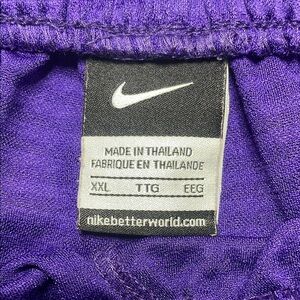 MADE IN THAILAND
FABRIQUE EN THAILANDE
XXL TTG EEG
nikebetterworld.com